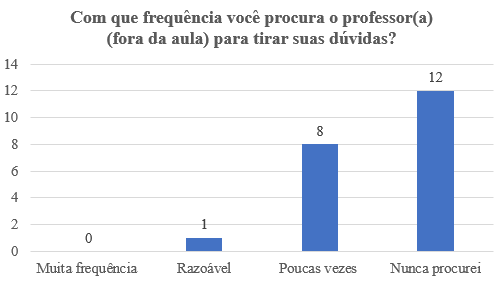 Com que frequência você procura o professor(a)
(fora da aula) para tirar suas dúvidas?
14
12
10
8
6
4
2
0
0
1
8
12
Muita frequência
Razoável
Poucas vezes
Nunca procurei